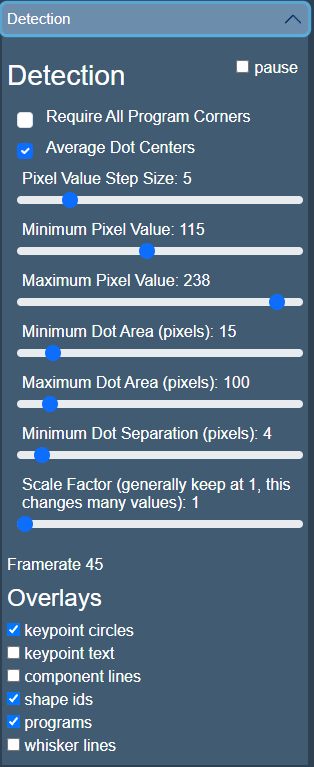 Detection
Detection
pause
Require All Program Corners
Average Dot Centers
Pixel Value Step Size: 5
Minimum Pixel Value: 115
Maximum Pixel Value: 238
Minimum Dot Area (pixels): 15
Maximum Dot Area (pixels): 100
Minimum Dot Separation (pixels): 4
Scale Factor (generally keep at 1, this
changes many values): 1
Framerate 45
Overlays
keypoint circles
keypoint text
component lines
shape ids
programs
whisker lines